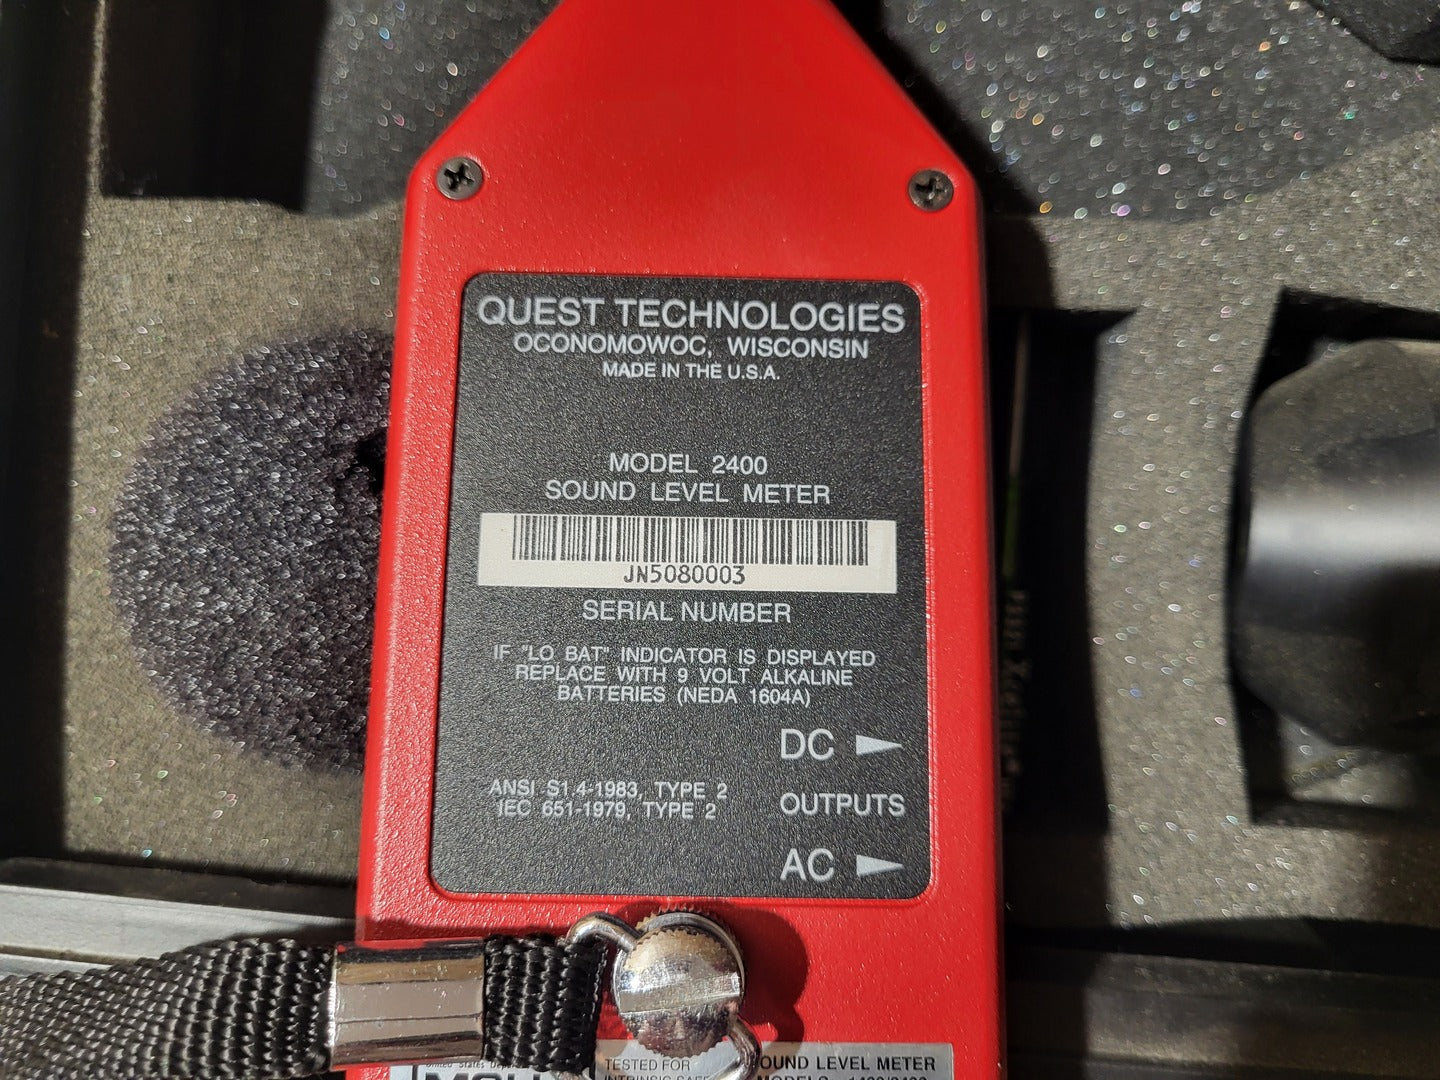 QUEST TECHNOLOGIES
OCONOMOWOC, WISCONSIN
MADE IN THE U.S.A.
MODEL 2400
SOUND LEVEL METER
JN5080003
SERIAL NUMBER
IF "LO BAT" INDICATOR IS DISPLAYED
REPLACE WITH 9 VOLT ALKALINE
BATTERIES (NEDA 1604A)
DC
ANSI S1.4-1983, TYPE 2
IEC 651-1979, TYPE 2
OUTPUTS
AC
United States
TESTED FOR
SOUND LEVEL METER